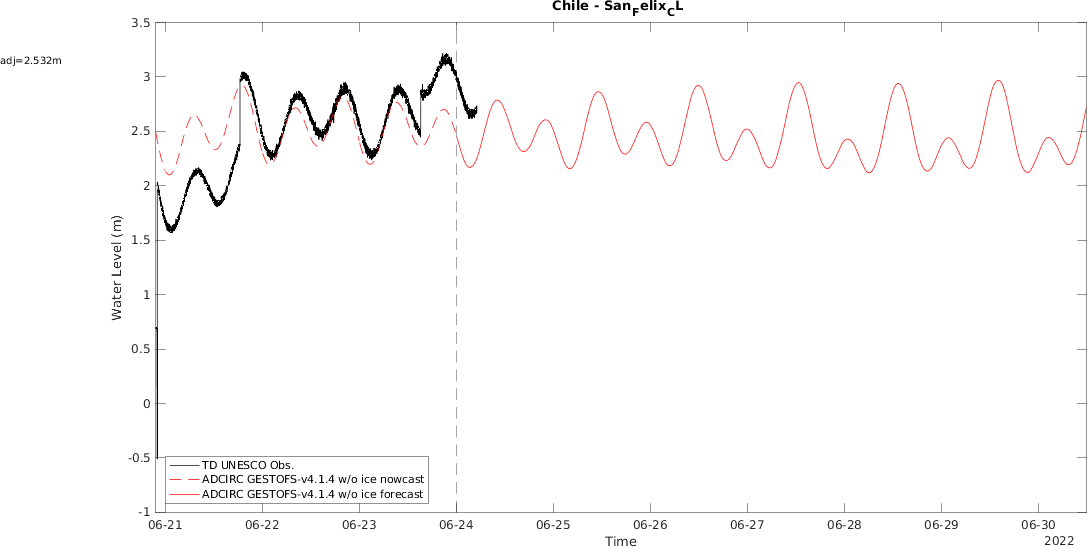 Chile - San_Felix_CL
adj=2.532m
3.5
3
2.5
2
1.5
1
0.5
0
-0.5
-1
Water Level (m)
TD UNESCO Obs.
ADCIRC GESTOFS-v4.1.4 w/o ice nowcast
ADCIRC GESTOFS-v4.1.4 w/o ice forecast
06-21 06-22 06-23 06-24 06-25 06-26 06-27 06-28 06-29 06-30
Time
2022